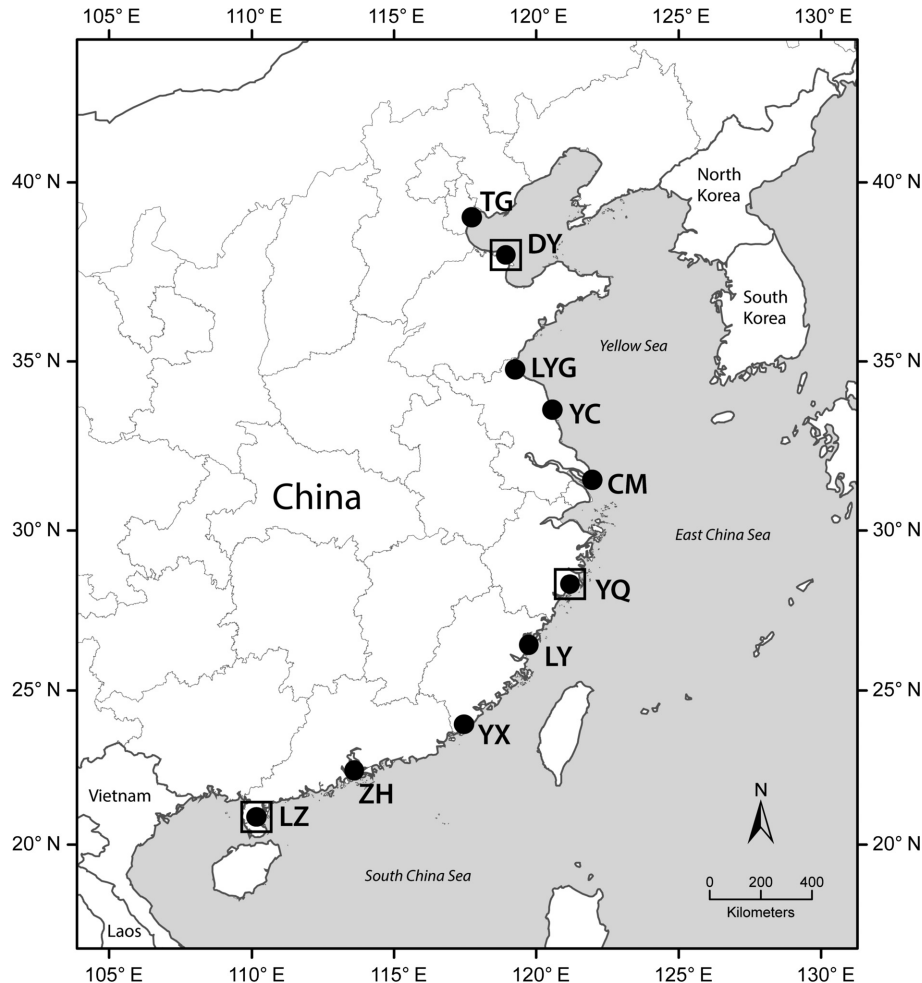 105° E 110° E 115° E 120° E 125° E 130° E
40° N 40° N
TG
North
Korea
DY
South
Korea
Yellow Sea
35° N 35° N
LYG
YC
CM
China
30° N 30° N
East China Sea
YQ
LY
25° N 25° N
YX
ZH
Vietnam
N
LZ
20° N 20° N
South China Sea
0 200 400
Kilometers
Laos
105° E 110° E 115° E 120° E 125° E 130° E